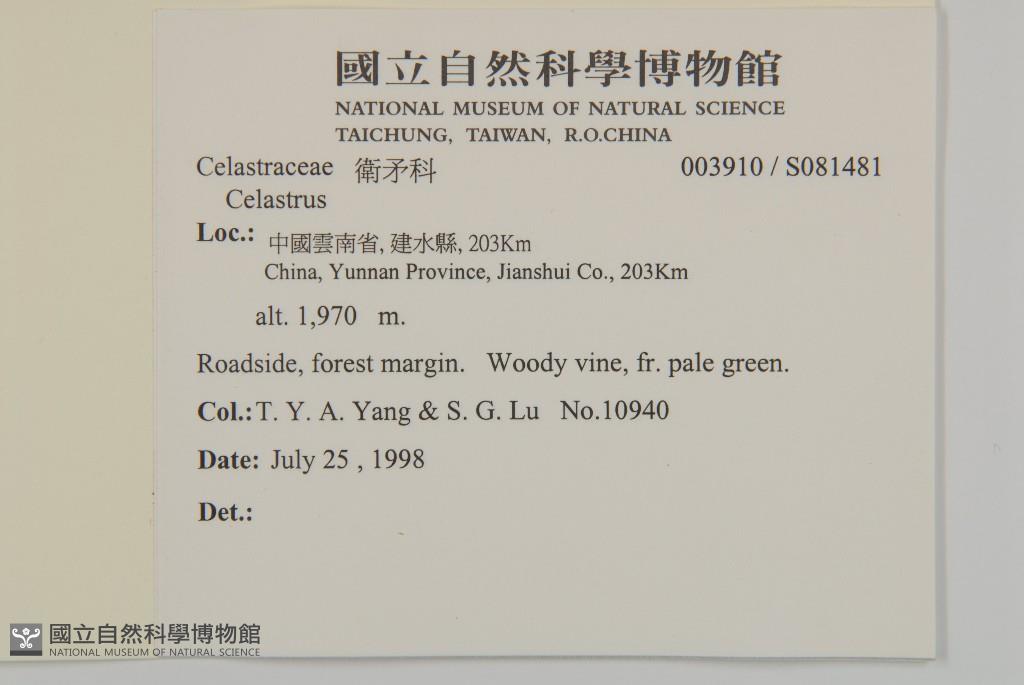 國立自然科學博物館
NATIONAL MUSEUM OF NATURAL SCIENCE
TAICHUNG, TAIWAN, R.O.CHINA
Celastraceae 衛矛科 003910 / S081481
Celastrus
Loc.: 中國雲南省, 建水縣, 203Km
China, Yunnan Province, Jianshui Co., 203Km
alt. 1,970 m.
Roadside, forest margin. Woody vine, fr. pale green.
Col.: T. Y. A. Yang & S. G. Lu No.10940
Date: July 25 , 1998
Det.:
國立自然科學博物館
NATIONAL MUSEUM OF NATURAL SCIENCE